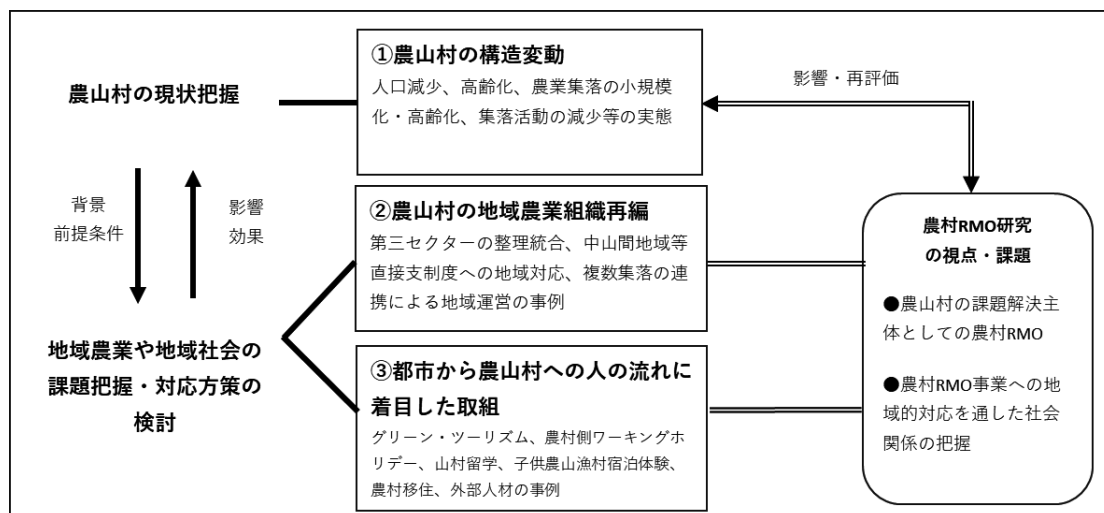 農山村の現状把握
背景
前提条件
影響
効果
地域農業や地域社会の
課題把握・対応方策の
検討
①農山村の構造変動
人口減少、高齢化、農業集落の小規模
化・高齢化、集落活動の減少等の実態
②農山村の地域農業組織再編
第三セクターの整理統合、中山間地域等
直接支制度への地域対応、複数集落の連
携による地域運営の事例
③都市から農山村への人の流れに
着目した取組
グリーン・ツーリズム、農村側ワーキングホ
リデー、山村留学、子供農山漁村宿泊体験、
農村移住、外部人材の事例
影響・再評価
農村RMO研究
の視点・課題
●農山村の課題解決主
体としての農村RMO
●農村RMO事業への地
域的対応を通した社会
関係の把握